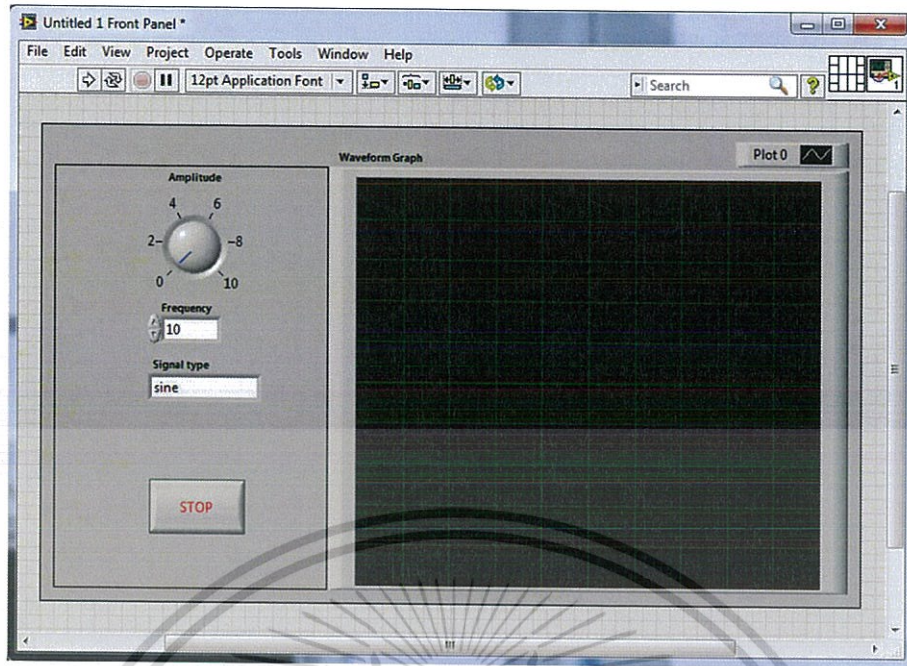 Untitled 1 Front Panel *
File Edit View Project Operate Tools Window Help
12pt Application Font
Search
1
Waveform Graph
Plot 0
Amplitude
4 6
2 8
0 10
Frequency
10
Signal type
sine
STOP